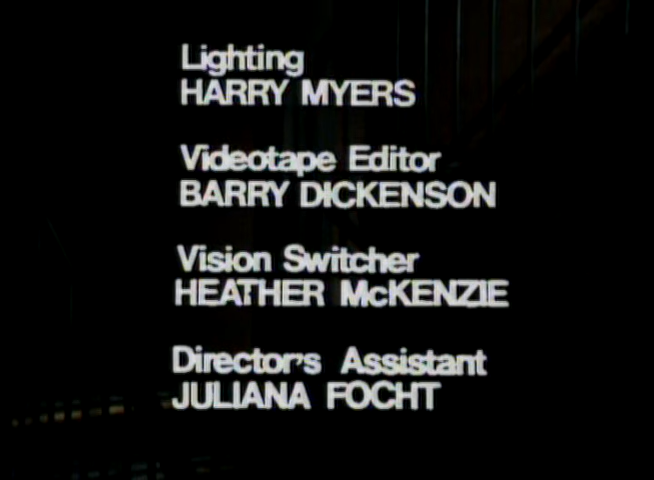 Lighting
HARRY MYERS
Videotape Editor
BARRY DICKENSON
Vision Switcher
HEATHER McKENZIE
Director's Assistant
JULIANA FOCHT